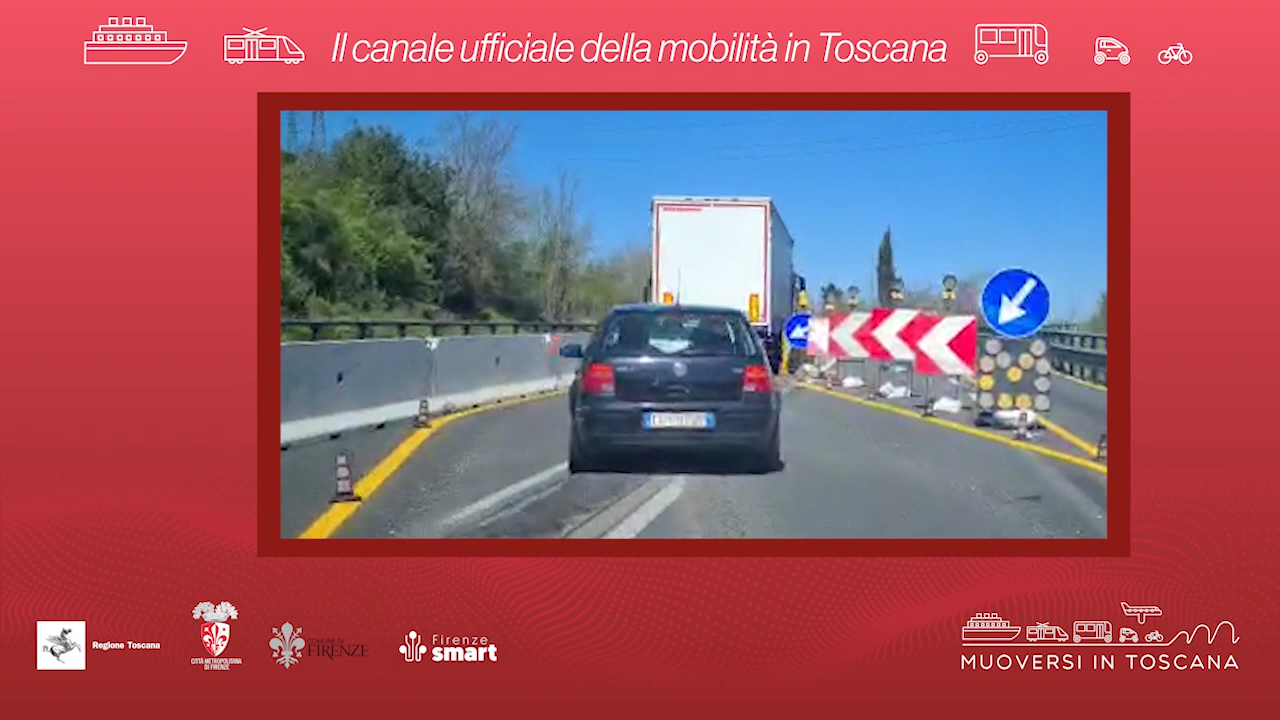 Il canale ufficiale della mobilità in Toscana
Regione Toscana
CITTÀ METROPOLITANA
DI FIRENZE
COMUNE DI
FIRENZE
Firenze
smart
MUOVERSI IN TOSCANA